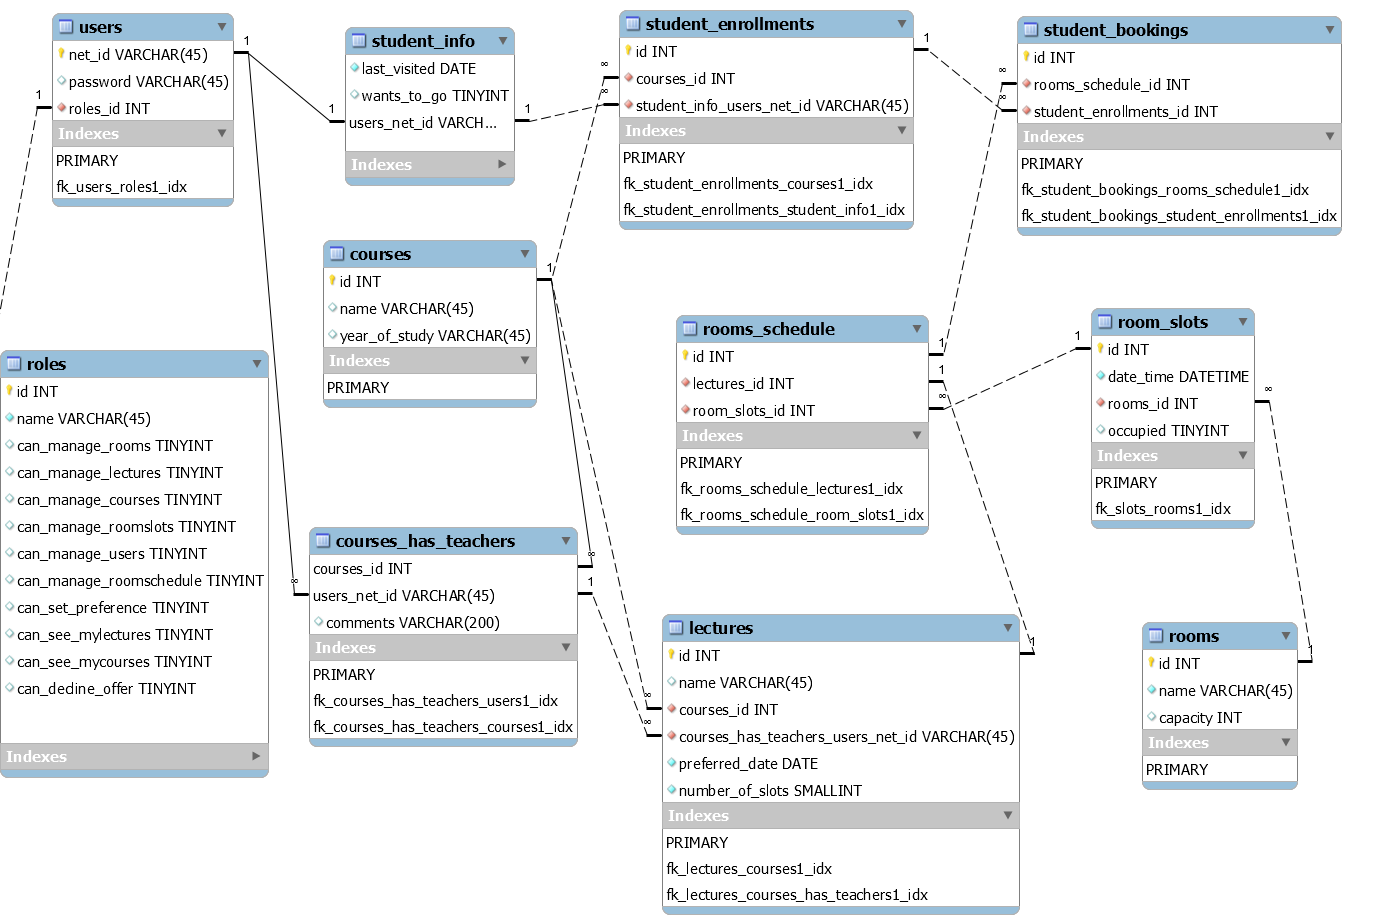 users
net_id VARCHAR(45)
password VARCHAR(45)
roles_id INT
Indexes
PRIMARY
fk_users_roles1_idx
1
1
student_info
last_visited DATE
wants_to_go TINYINT
users_net_id VARCH...
Indexes
1
1
student_enrollments
id INT
courses_id INT
student_info_users_net_id VARCHAR(45)
Indexes
PRIMARY
fk_student_enrollments_courses1_idx
fk_student_enrollments_student_info1_idx
∞
∞
1
student_bookings
id INT
rooms_schedule_id INT
student_enrollments_id INT
Indexes
PRIMARY
fk_student_bookings_rooms_schedule1_idx
fk_student_bookings_student_enrollments1_idx
∞
∞
courses
id INT
name VARCHAR(45)
year_of_study VARCHAR(45)
Indexes
PRIMARY
1
rooms_schedule
id INT
lectures_id INT
room_slots_id INT
Indexes
PRIMARY
fk_rooms_schedule_lectures1_idx
fk_rooms_schedule_room_slots1_idx
1
1
∞
room_slots
id INT
date_time DATETIME
rooms_id INT
occupied TINYINT
Indexes
PRIMARY
fk_slots_rooms1_idx
1
∞
roles
id INT
name VARCHAR(45)
can_manage_rooms TINYINT
can_manage_lectures TINYINT
can_manage_courses TINYINT
can_manage_roomslots TINYINT
can_manage_users TINYINT
can_manage_roomschedule TINYINT
can_set_preference TINYINT
can_see_mylectures TINYINT
can_see_mycourses TINYINT
can_decline_offer TINYINT
Indexes
courses_has_teachers
courses_id INT
users_net_id VARCHAR(45)
comments VARCHAR(200)
Indexes
PRIMARY
fk_courses_has_teachers_users1_idx
fk_courses_has_teachers_courses1_idx
∞
∞
1
lectures
id INT
name VARCHAR(45)
courses_id INT
courses_has_teachers_users_net_id VARCHAR(45)
preferred_date DATE
number_of_slots SMALLINT
Indexes
PRIMARY
fk_lectures_courses1_idx
fk_lectures_courses_has_teachers1_idx
∞
∞
1
rooms
id INT
name VARCHAR(45)
capacity INT
Indexes
PRIMARY
1